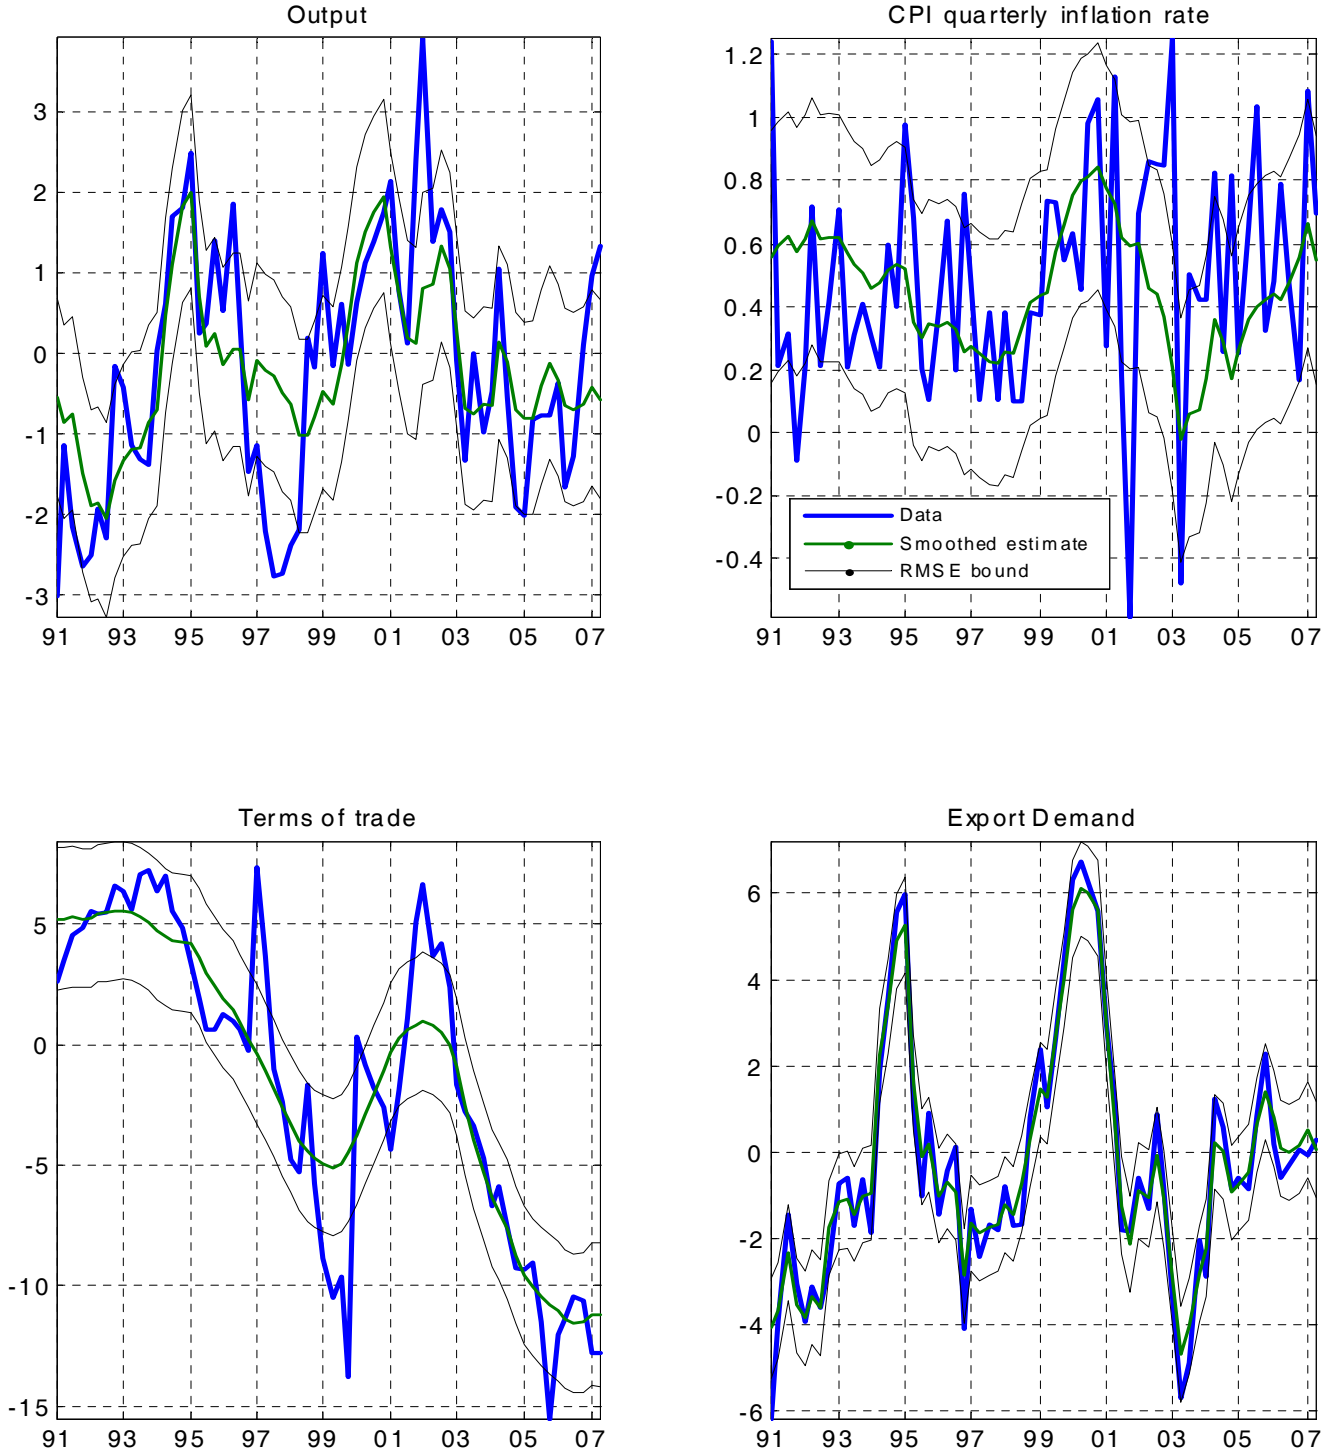 Output
CPI quarterly inflation rate
3
2
1
0
-1
-2
-3
91 93 95 97 99 01 03 05 07
1.2
1
0.8
0.6
0.4
0.2
0
-0.2
-0.4
Data
Smoothed estimate
RMSE bound
91 93 95 97 99 01 03 05 07
Terms of trade
Export Demand
5
0
-5
-10
-15
91 93 95 97 99 01 03 05 07
6
4
2
0
-2
-4
-6
91 93 95 97 99 01 03 05 07